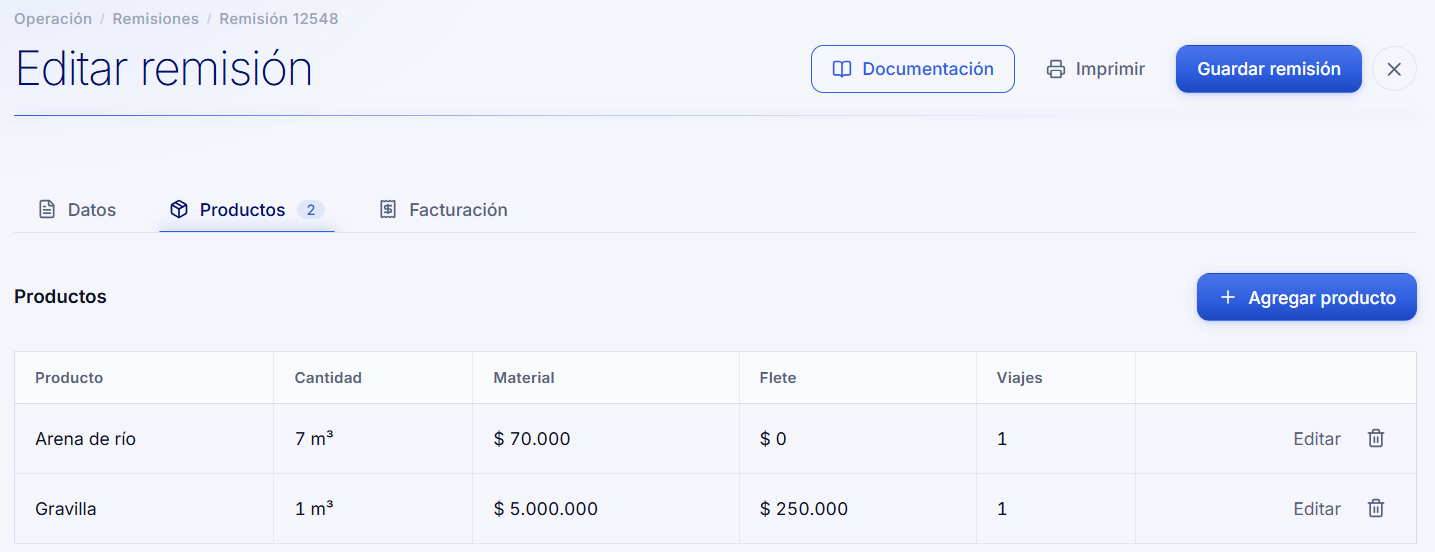 Operación / Remisiones / Remisión 12548
Editar remisión
Documentación
Imprimir
Guardar remisión
Datos
Productos 2
Facturación
Productos
+ Agregar producto
Producto Cantidad Material Flete Viajes
Arena de río 7 m³ $ 70.000 $ 0 1 Editar
Gravilla 1 m³ $ 5.000.000 $ 250.000 1 Editar